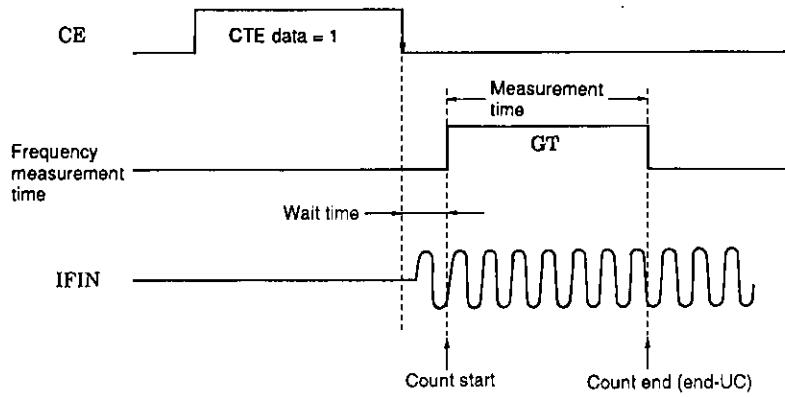 CE
CTE data = 1
Measurement
time
GT
Frequency
measurement
time
Wait time
IFIN
Count start
Count end (end-UC)